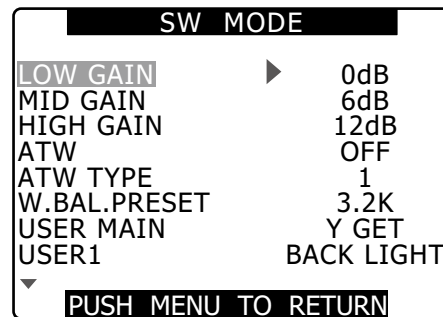 SW MODE
LOW GAIN 0dB
MID GAIN 6dB
HIGH GAIN 12dB
ATW OFF
ATW TYPE 1
W.BAL.PRESET 3.2K
USER MAIN Y GET
USER1 BACK LIGHT
PUSH MENU TO RETURN